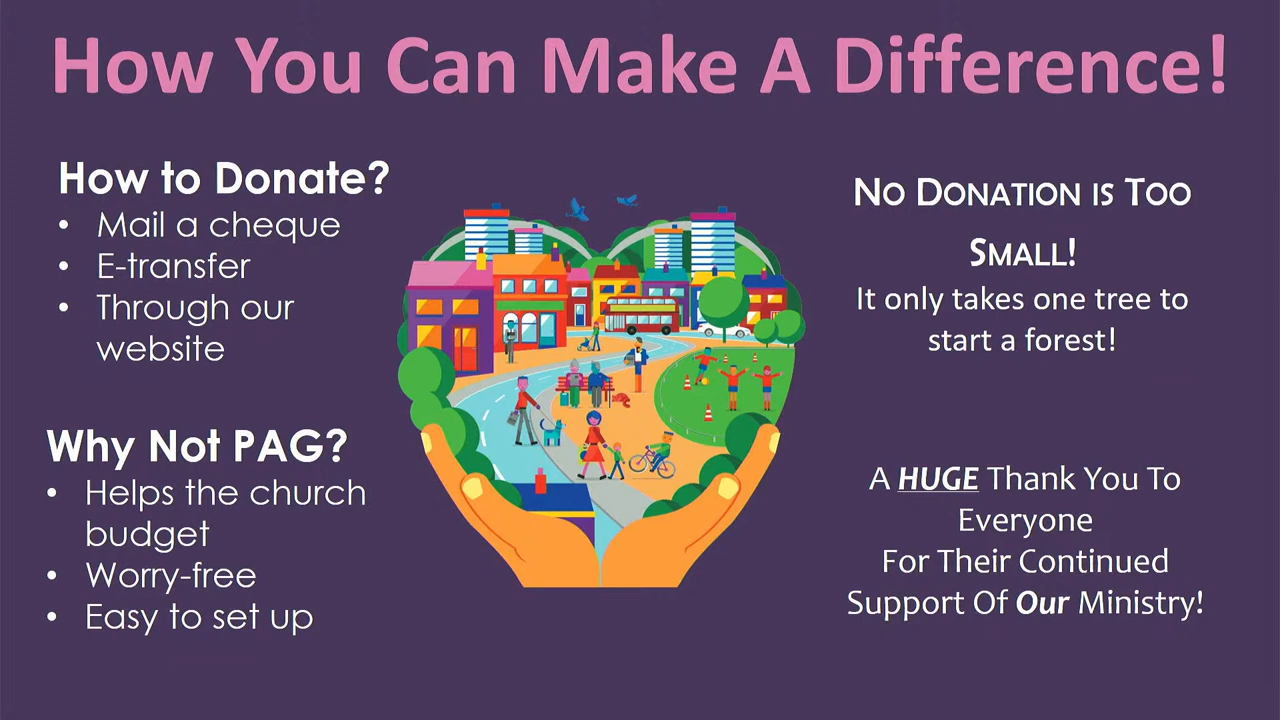 How You Can Make A Difference!
How to Donate?
• Mail a cheque
• E-transfer
• Through our
website
Why Not PAG?
• Helps the church
budget
• Worry-free
• Easy to set up
No Donation is Too
Small!
It only takes one tree to
start a forest!
A HUGE Thank You To
Everyone
For Their Continued
Support Of Our Ministry!